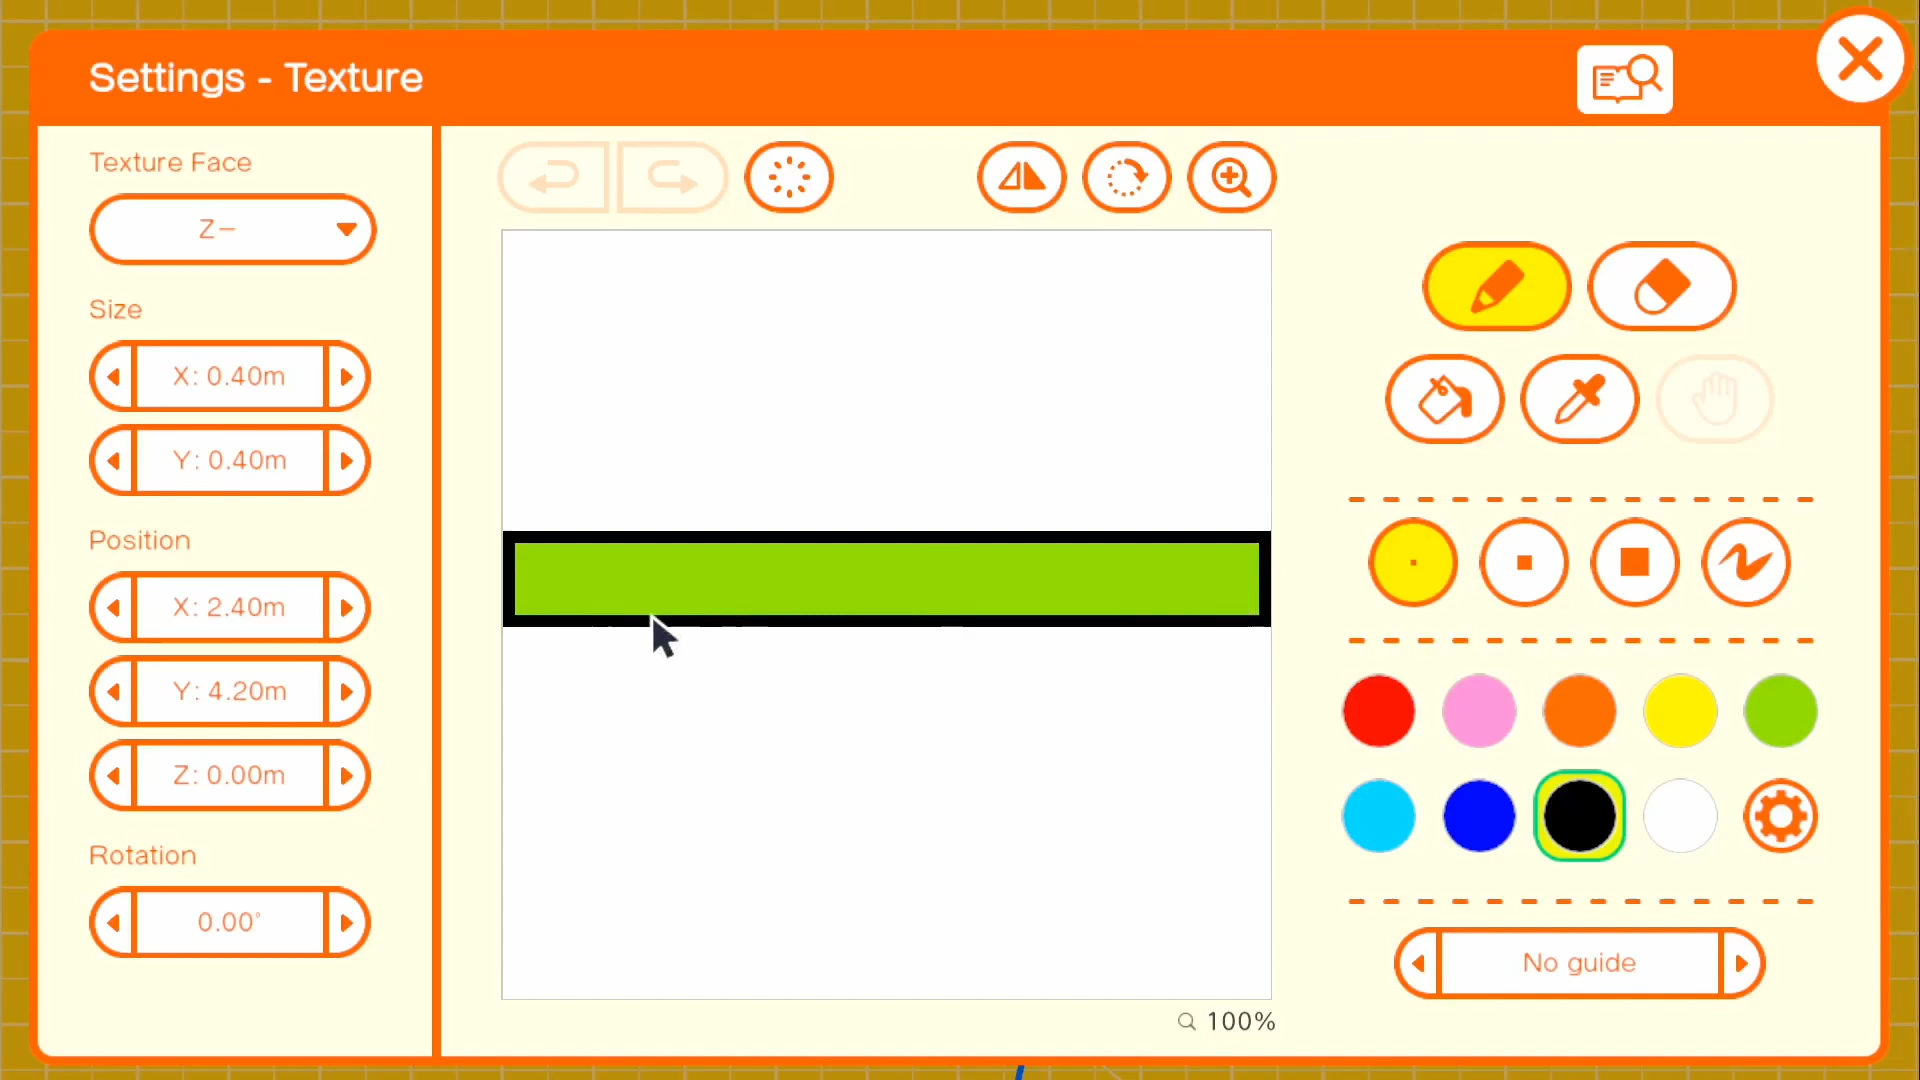 Settings - Texture
Texture Face
Z−
Size
X: 0.40m
Y: 0.40m
Position
X: 2.40m
Y: 4.20m
Z: 0.00m
Rotation
0.00°
No guide
100%